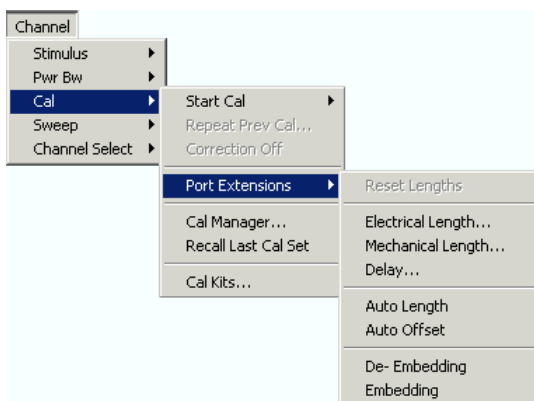 Channel
Stimulus
Pwr Bw
Cal
Sweep
Channel Select
Start Cal
Repeat Prev Cal...
Correction Off
Port Extensions
Cal Manager...
Recall Last Cal Set
Cal Kits...
Reset Lengths
Electrical Length...
Mechanical Length...
Delay...
Auto Length
Auto Offset
De- Embedding
Embedding